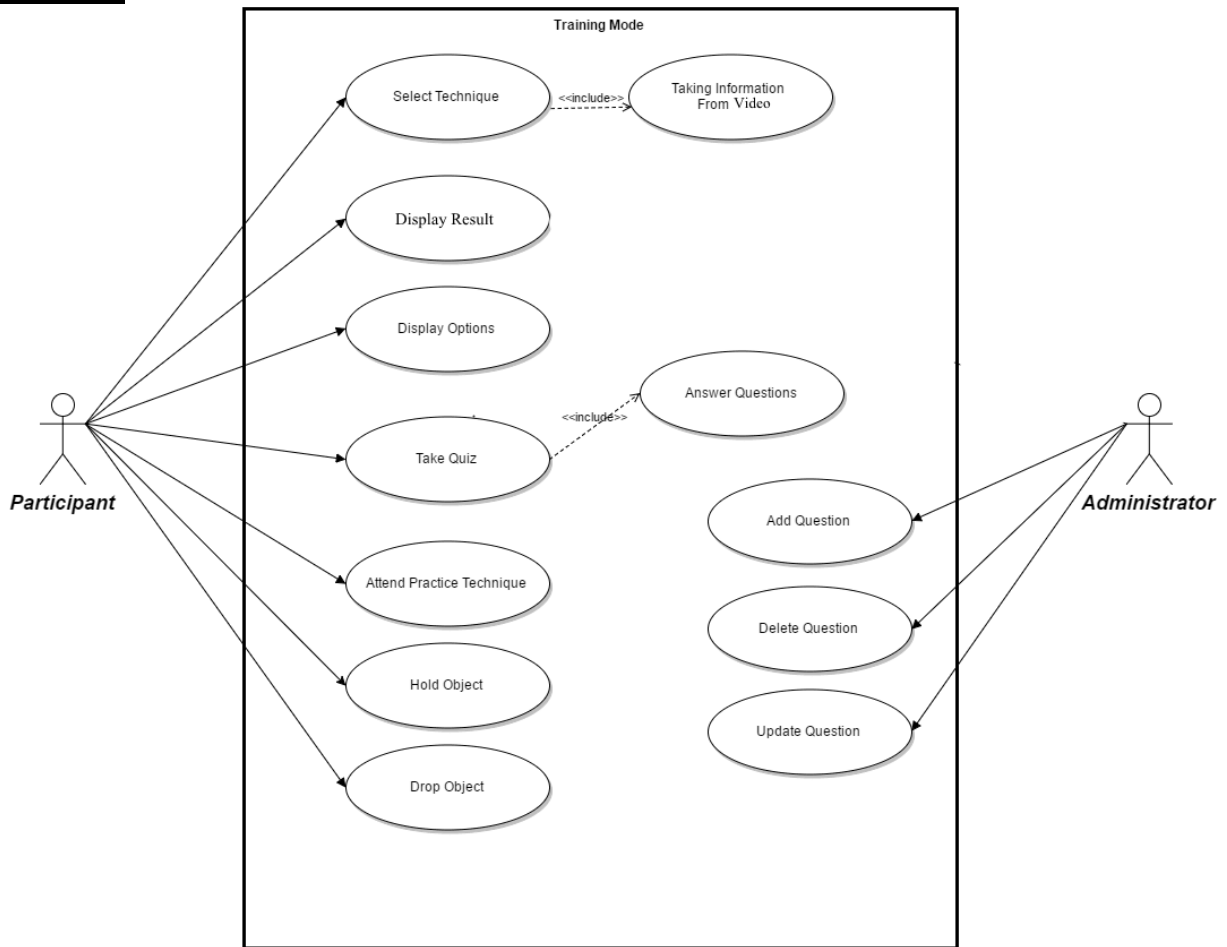 Training Mode
Select Technique
<<include>>
Taking Information
From Video
Display Result
Display Options
Answer Questions
<<include>>
Take Quiz
Participant
Administrator
Add Question
Attend Practice Technique
Delete Question
Hold Object
Update Question
Drop Object